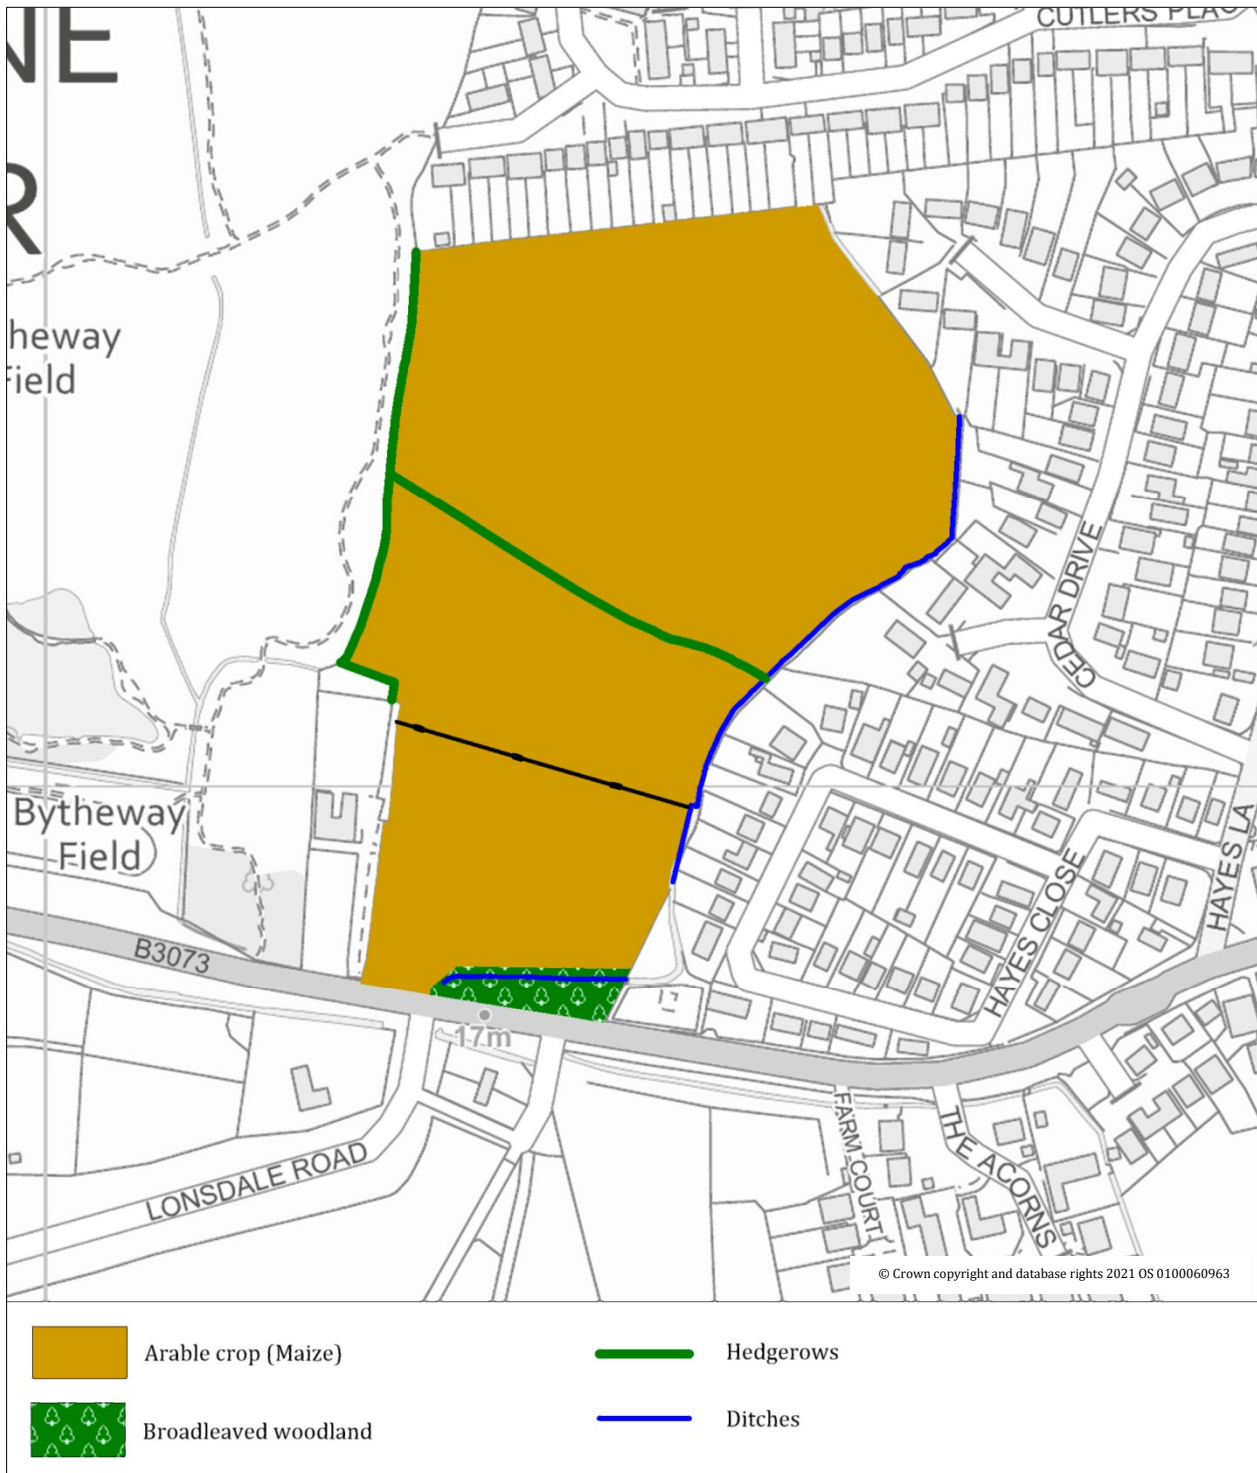 CUTLERS PLAC
NE
R
heway
Field
CEDAR DRIVE
Bytheway
Field
HAYES LA
HAYES CLOSE
B3073
17m
FARM COURT
THE ACORNS
LONSDALE ROAD
© Crown copyright and database rights 2021 OS 0100060963
Arable crop (Maize)
Hedgerows
Broadleaved woodland
Ditches